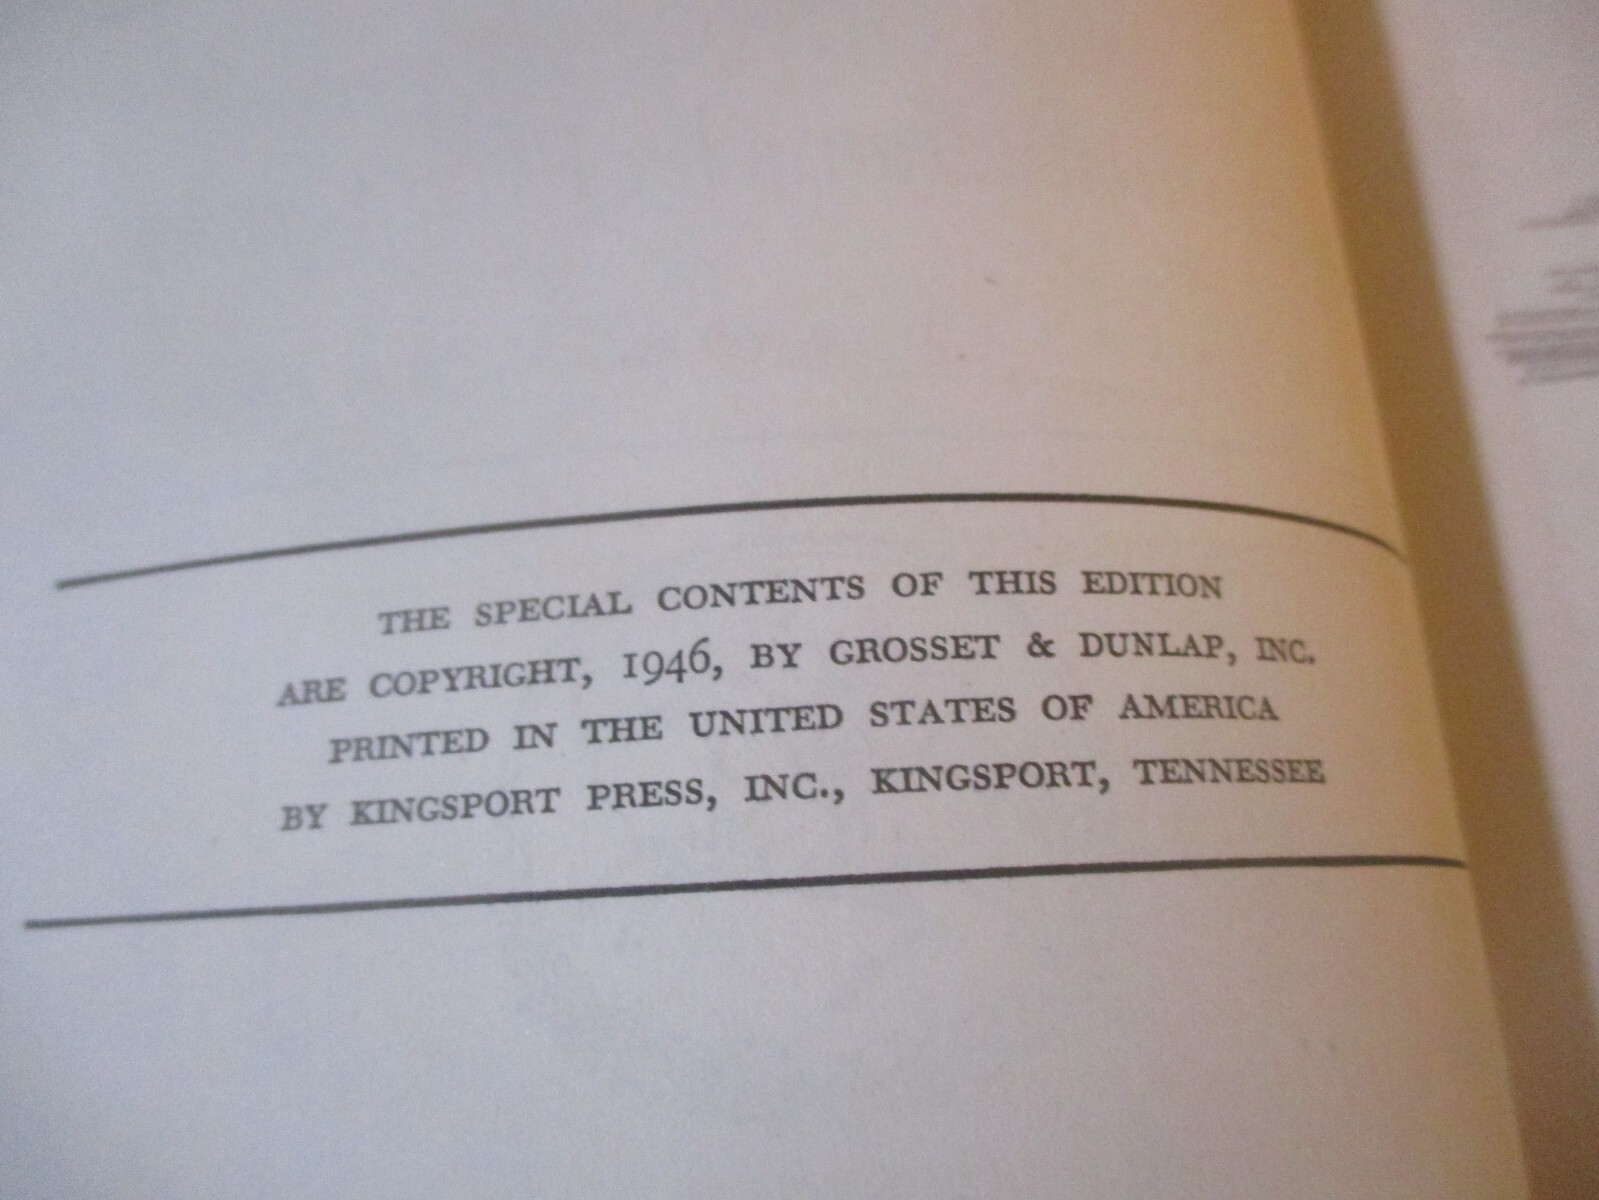 THE SPECIAL CONTENTS OF THIS EDITION
ARE COPYRIGHT, 1946, BY GROSSET & DUNLAP, INC.
PRINTED IN THE UNITED STATES OF AMERICA
BY KINGSPORT PRESS, INC., KINGSPORT, TENNESSEE